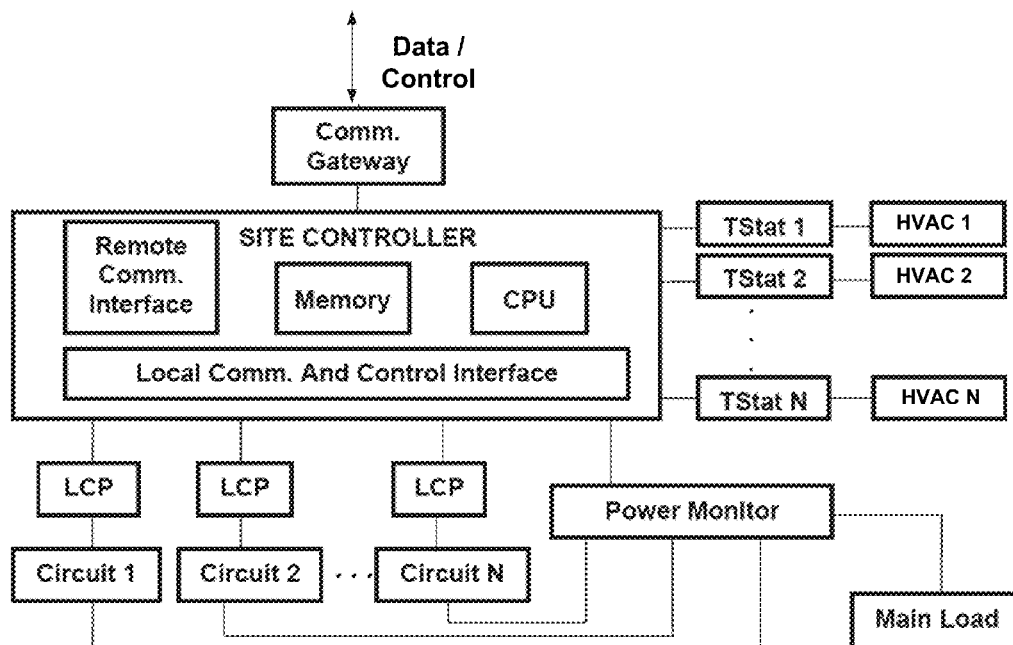 Data /
Control
Comm.
Gateway
SITE CONTROLLER
Remote
Comm.
Interface
Memory
CPU
Local Comm. And Control Interface
TStat 1
HVAC 1
TStat 2
HVAC 2
TStat N
HVAC N
LCP
LCP
LCP
Power Monitor
Circuit 1
Circuit 2
. . .
Circuit N
Main Load